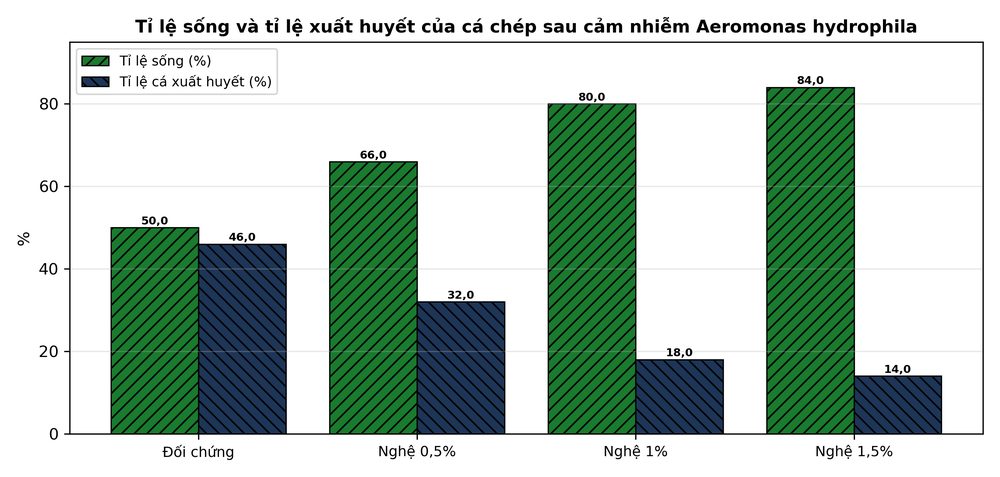 Tỉ lệ sống và tỉ lệ xuất huyết của cá chép sau cảm nhiễm Aeromonas hydrophila
Tỉ lệ sống (%)
Tỉ lệ cá xuất huyết (%)
%
80
60
40
20
0
50,0
46,0
66,0
32,0
80,0
18,0
84,0
14,0
Đối chứng
Nghệ 0,5%
Nghệ 1%
Nghệ 1,5%